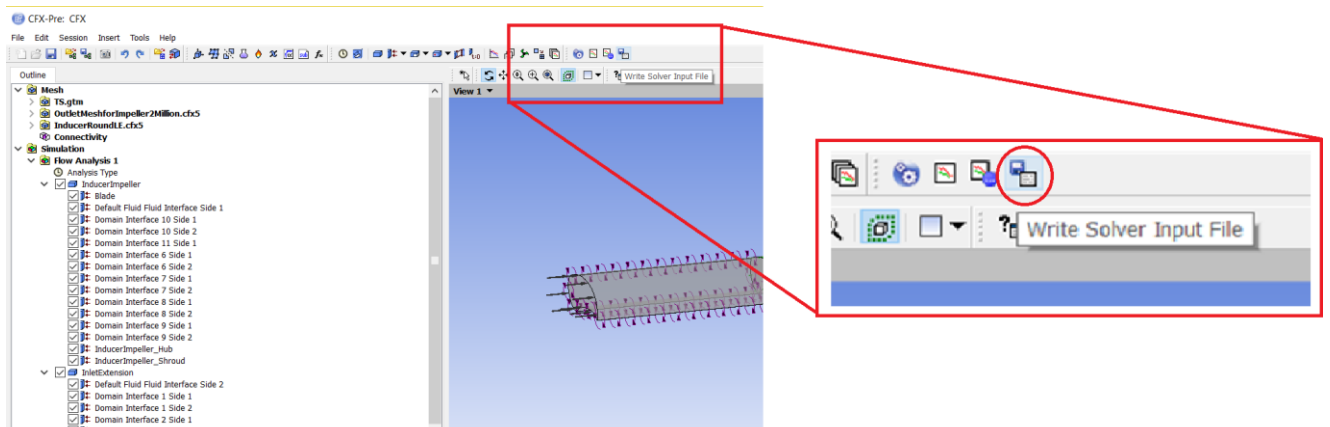 CFX-Pre: CFX
File Edit Session Insert Tools Help
Outline
Write Solver Input File
View 1
Mesh
TS.gtm
OutletMeshforImpeller2Million.cfx5
InducerRoundLE.cfx5
Connectivity
Simulation
Flow Analysis 1
Analysis Type
InducerImpeller
Blade
Default Fluid Fluid Interface Side 1
Domain Interface 10 Side 1
Domain Interface 10 Side 2
Domain Interface 11 Side 1
Domain Interface 6 Side 1
Domain Interface 6 Side 2
Domain Interface 7 Side 1
Domain Interface 7 Side 2
Domain Interface 8 Side 1
Domain Interface 8 Side 2
Domain Interface 9 Side 1
Domain Interface 9 Side 2
InducerImpeller_Hub
InducerImpeller_Shroud
InletExtension
Default Fluid Fluid Interface Side 2
Domain Interface 1 Side 1
Domain Interface 1 Side 2
Domain Interface 2 Side 1
Write Solver Input File